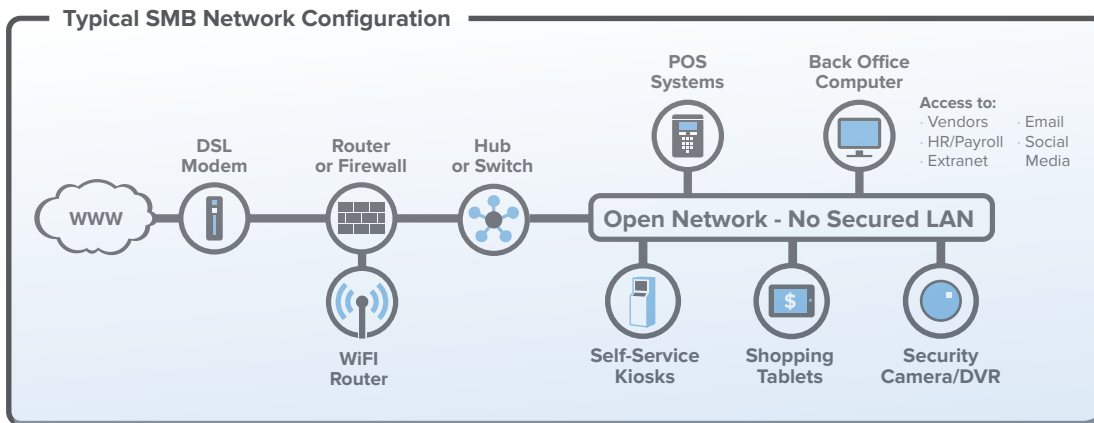 Typical SMB Network Configuration
POS
Systems
Back Office
Computer
Access to:
· Vendors
· HR/Payroll
· Extranet
· Email
· Social
Media
DSL
Modem
Router
or Firewall
Hub
or Switch
WWW
Open Network - No Secured LAN
$
WiFI
Router
Self-Service
Kiosks
Shopping
Tablets
Security
Camera/DVR